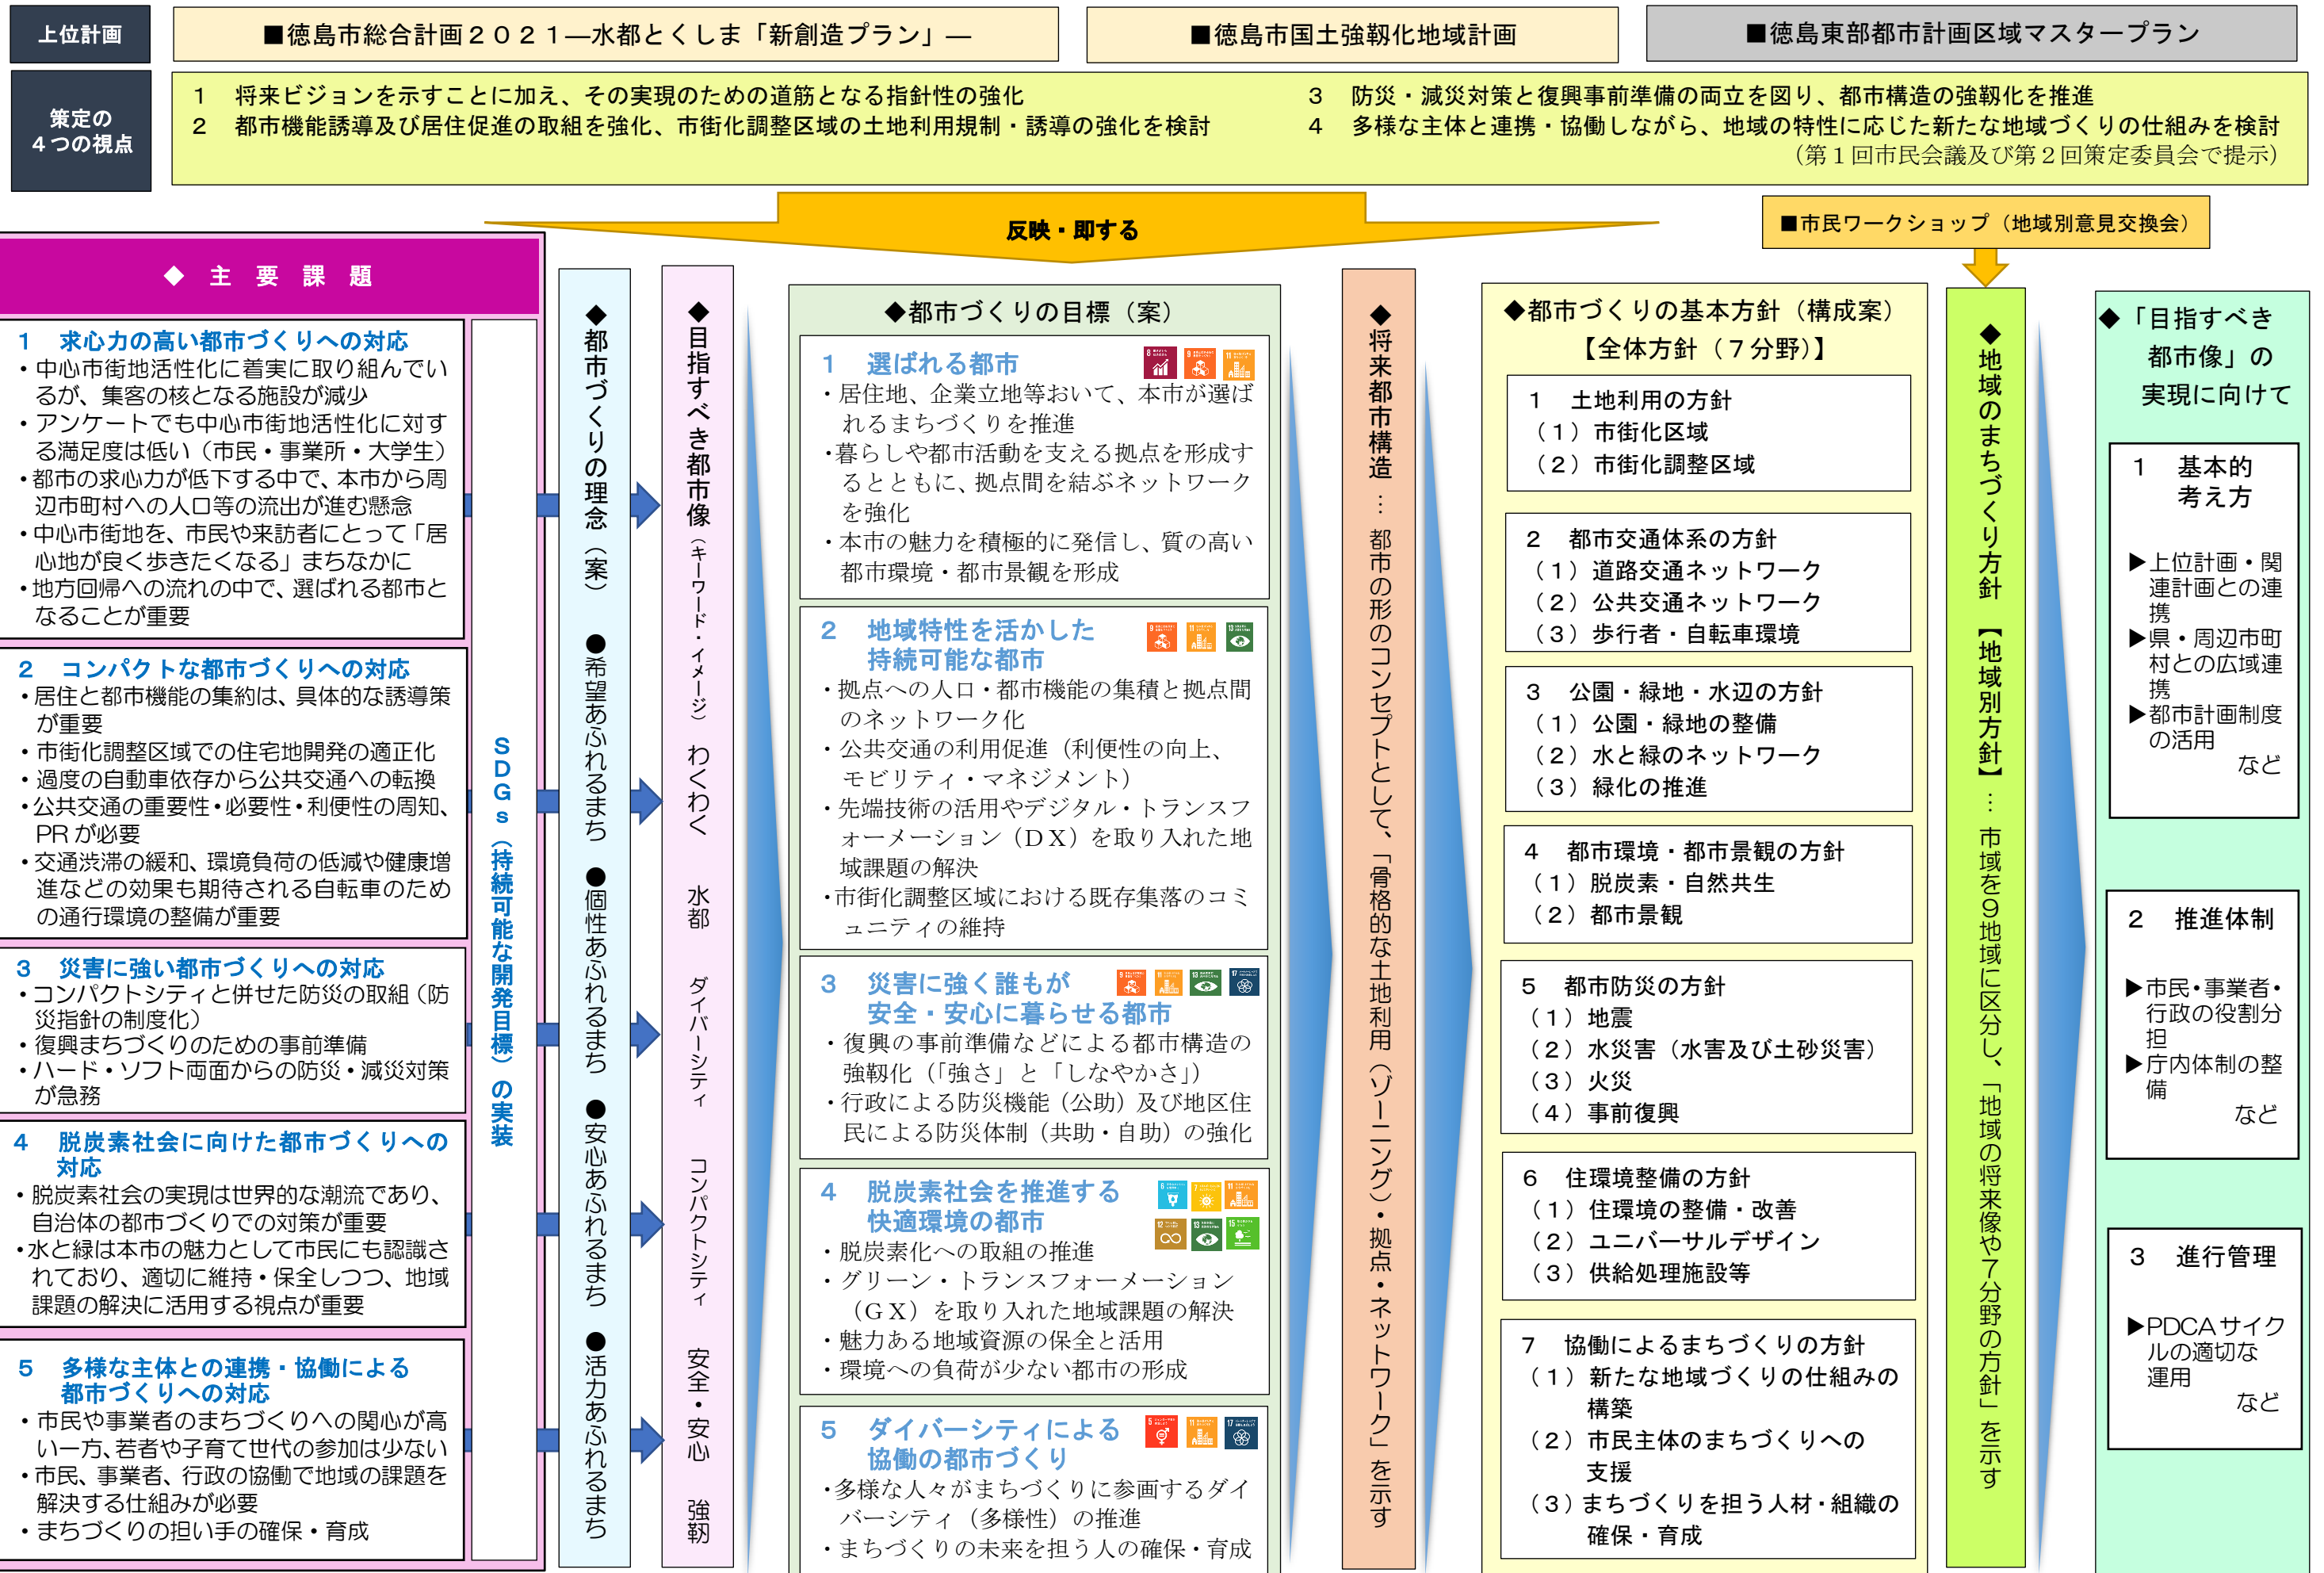 上位計画
■徳島市総合計画２０２１―水都とくしま「新創造プラン」―
■徳島市国土強靱化地域計画
■徳島東部都市計画区域マスタープラン
策定の
４つの視点
１　将来ビジョンを示すことに加え、その実現のための道筋となる指針性の強化
２　都市機能誘導及び居住促進の取組を強化、市街化調整区域の土地利用規制・誘導の強化を検討
３　防災・減災対策と復興事前準備の両立を図り、都市構造の強靱化を推進
４　多様な主体と連携・協働しながら、地域の特性に応じた新たな地域づくりの仕組みを検討
（第１回市民会議及び第２回策定委員会で提示）
反映・即する
■市民ワークショップ（地域別意見交換会）
◆ 主 要 課 題
１　求心力の高い都市づくりへの対応
・中心市街地活性化に着実に取り組んでい
るが、集客の核となる施設が減少
・アンケートでも中心市街地活性化に対す
る満足度は低い（市民・事業所・大学生）
・都市の求心力が低下する中で、本市から周
辺市町村への人口等の流出が進む懸念
・中心市街地を、市民や来訪者にとって「居
心地が良く歩きたくなる」まちなかに
・地方回帰への流れの中で、選ばれる都市と
なることが重要
２　コンパクトな都市づくりへの対応
・居住と都市機能の集約は、具体的な誘導策
が重要
・市街化調整区域での住宅地開発の適正化
・過度の自動車依存から公共交通への転換
・公共交通の重要性・必要性・利便性の周知、
PR が必要
・交通渋滞の緩和、環境負荷の低減や健康増
進などの効果も期待される自転車のため
の通行環境の整備が重要
３　災害に強い都市づくりへの対応
・コンパクトシティと併せた防災の取組（防
災指針の制度化）
・復興まちづくりのための事前準備
・ハード・ソフト両面からの防災・減災対策
が急務
４　脱炭素社会に向けた都市づくりへの
対応
・脱炭素社会の実現は世界的な潮流であり、
自治体の都市づくりでの対策が重要
・水と緑は本市の魅力として市民にも認識さ
れており、適切に維持・保全しつつ、地域
課題の解決に活用する視点が重要
５　多様な主体との連携・協働による
都市づくりへの対応
・市民や事業者のまちづくりへの関心が高
い一方、若者や子育て世代の参加は少ない
・市民、事業者、行政の協働で地域の課題を
解決する仕組みが必要
・まちづくりの担い手の確保・育成
ＳＤＧｓ（持続可能な開発目標）の実装
◆都市づくりの理念（案）　●希望あふれるまち　●個性あふれるまち　●安心あふれるまち　●活力あふれるまち
◆目指すべき都市像（キーワード・イメージ）わくわく　水都　ダイバーシティ　コンパクトシティ　安全・安心　強靭
◆都市づくりの目標（案）
１　選ばれる都市
・居住地、企業立地等おいて、本市が選ば
れるまちづくりを推進
・暮らしや都市活動を支える拠点を形成す
るとともに、拠点間を結ぶネットワーク
を強化
・本市の魅力を積極的に発信し、質の高い
都市環境・都市景観を形成
２　地域特性を活かした
持続可能な都市
・拠点への人口・都市機能の集積と拠点間
のネットワーク化
・公共交通の利用促進（利便性の向上、
モビリティ・マネジメント）
・先端技術の活用やデジタル・トランスフ
ォーメーション（ＤＸ）を取り入れた地
域課題の解決
・市街化調整区域における既存集落のコミ
ュニティの維持
３　災害に強く誰もが
安全・安心に暮らせる都市
・復興の事前準備などによる都市構造の
強靱化（「強さ」と「しなやかさ」）
・行政による防災機能（公助）及び地区住
民による防災体制（共助・自助）の強化
４　脱炭素社会を推進する
快適環境の都市
・脱炭素化への取組の推進
・グリーン・トランスフォーメーション
（ＧＸ）を取り入れた地域課題の解決
・魅力ある地域資源の保全と活用
・環境への負荷が少ない都市の形成
５　ダイバーシティによる
協働の都市づくり
・多様な人々がまちづくりに参画するダイ
バーシティ（多様性）の推進
・まちづくりの未来を担う人の確保・育成
◆将来都市構造…都市の形のコンセプトとして、「骨格的な土地利用（ゾーニング）・拠点・ネットワーク」を示す
◆都市づくりの基本方針（構成案）
【全体方針（７分野）】
１　土地利用の方針
（１）市街化区域
（２）市街化調整区域
２　都市交通体系の方針
（１）道路交通ネットワーク
（２）公共交通ネットワーク
（３）歩行者・自転車環境
３　公園・緑地・水辺の方針
（１）公園・緑地の整備
（２）水と緑のネットワーク
（３）緑化の推進
４　都市環境・都市景観の方針
（１）脱炭素・自然共生
（２）都市景観
５　都市防災の方針
（１）地震
（２）水災害（水害及び土砂災害）
（３）火災
（４）事前復興
６　住環境整備の方針
（１）住環境の整備・改善
（２）ユニバーサルデザイン
（３）供給処理施設等
７　協働によるまちづくりの方針
（１）新たな地域づくりの仕組みの
構築
（２）市民主体のまちづくりへの
支援
（３）まちづくりを担う人材・組織の
確保・育成
◆地域のまちづくり方針【地域別方針】…市域を９地域に区分し、「地域の将来像や７分野の方針」を示す
◆「目指すべき
都市像」の
実現に向けて
１　基本的
考え方
▶上位計画・関
連計画との連
携
▶県・周辺市町
村との広域連
携
▶都市計画制度
の活用
など
２　推進体制
▶市民・事業者・
行政の役割分
担
▶庁内体制の整
備
など
３　進行管理
▶PDCAサイク
ルの適切な
運用
など